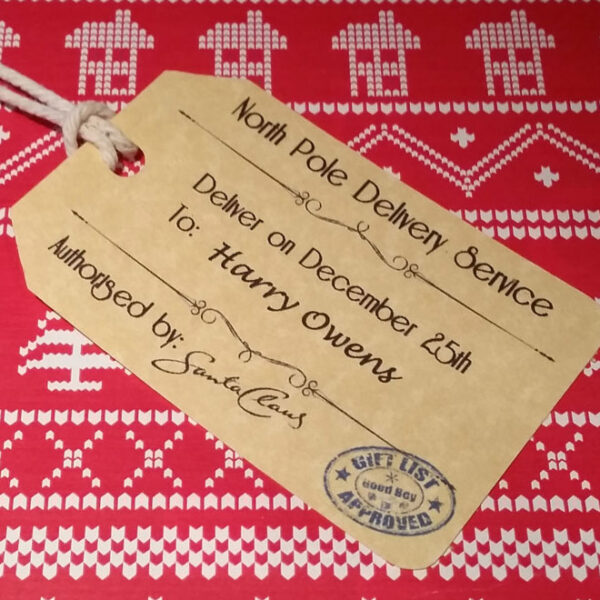 North Pole Delivery Service
Deliver on December 25th
To: Harry Owens
Authorised by: Santa Claus
GIFT LIST
Good Boy
APPROVED